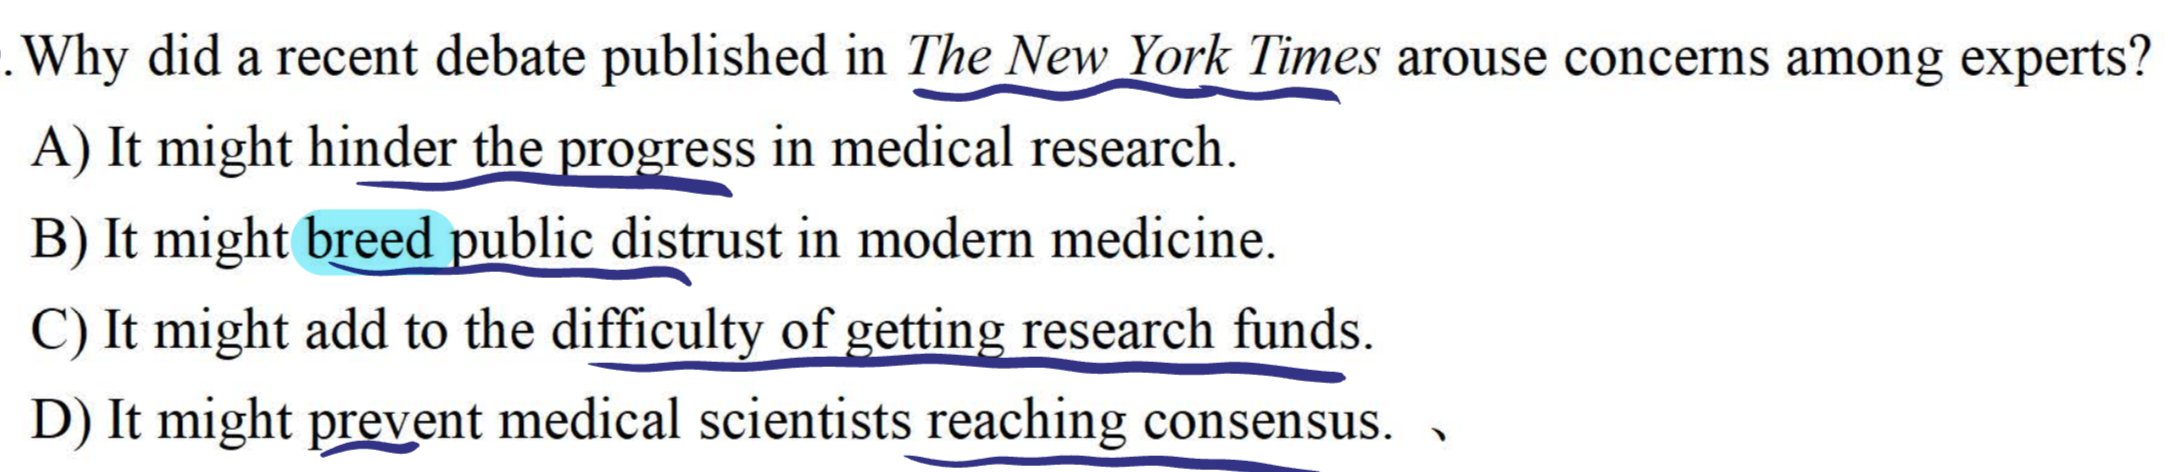 . Why did a recent debate published in The New York Times arouse concerns among experts?
A) It might hinder the progress in medical research.
B) It might breed public distrust in modern medicine.
C) It might add to the difficulty of getting research funds.
D) It might prevent medical scientists reaching consensus. 、